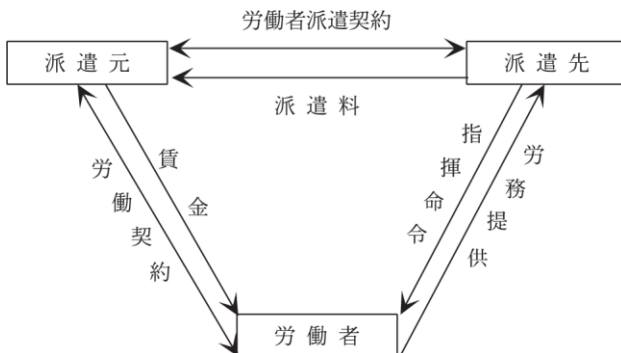 労働者派遣契約
派遣元
派遣先
派遣料
賃金
労働契約
指揮命令
労務提供
労働者